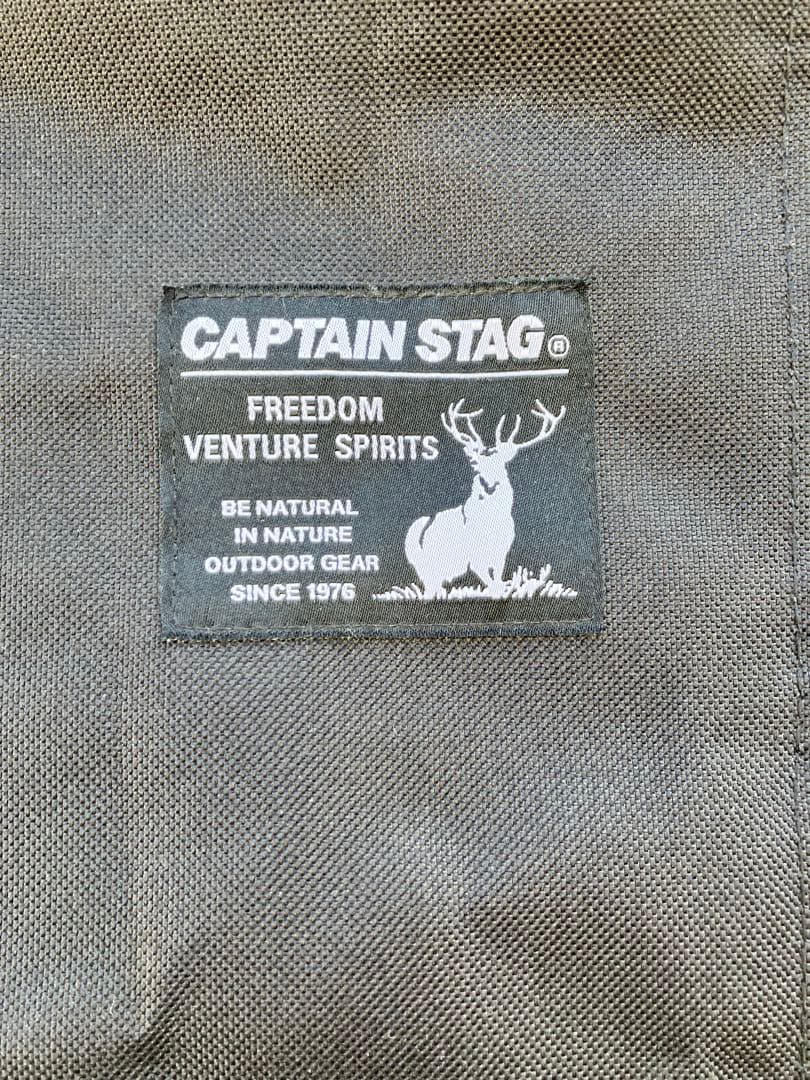 CAPTAIN STAG®
FREEDOM
VENTURE SPIRITS
BE NATURAL
IN NATURE
OUTDOOR GEAR
SINCE 1976